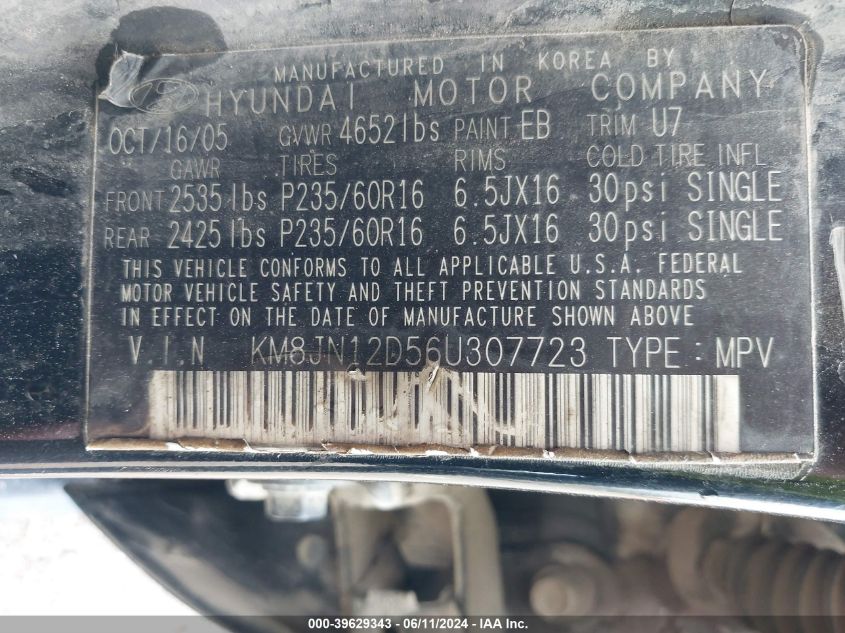 MANUFACTURED IN KOREA BY
HYUNDAI MOTOR COMPANY
OCT/16/05 GVWR 4652lbs PAINT EB TRIM U7
GAWR TIRES RIMS COLD TIRE INFL
FRONT 2535lbs P235/60R16 6.5JX16 30psi SINGLE
REAR 2425lbs P235/60R16 6.5JX16 30psi SINGLE
THIS VEHICLE CONFORMS TO ALL APPLICABLE U.S.A. FEDERAL
MOTOR VEHICLE SAFETY AND THEFT PREVENTION STANDARDS
IN EFFECT ON THE DATE OF MANUFACTURE SHOWN ABOVE
V.I.N KM8JN12D56U307723 TYPE: MPV
000-39629343 - 06/11/2024 - IAA Inc.